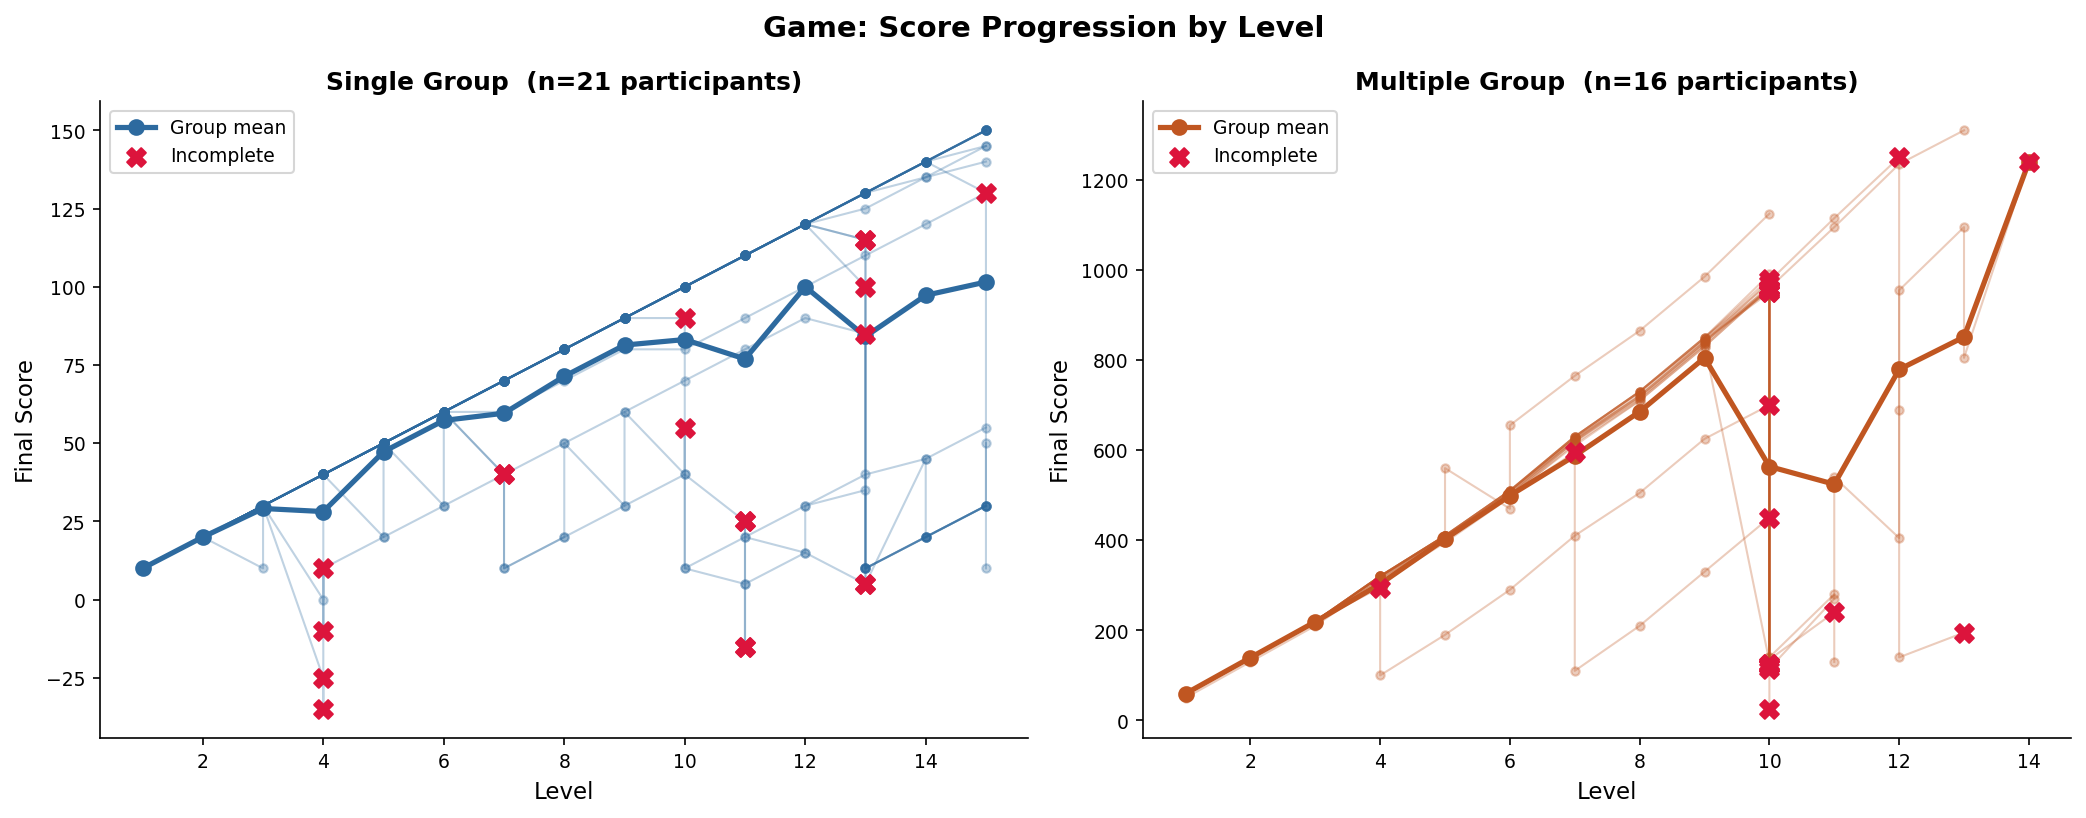 Game: Score Progression by Level
Single Group (n=21 participants)
Group mean
Incomplete
150
125
100
75
50
25
0
−25
Final Score
2 4 6 8 10 12 14
Level
Multiple Group (n=16 participants)
Group mean
Incomplete
1200
1000
800
600
400
200
0
Final Score
2 4 6 8 10 12 14
Level